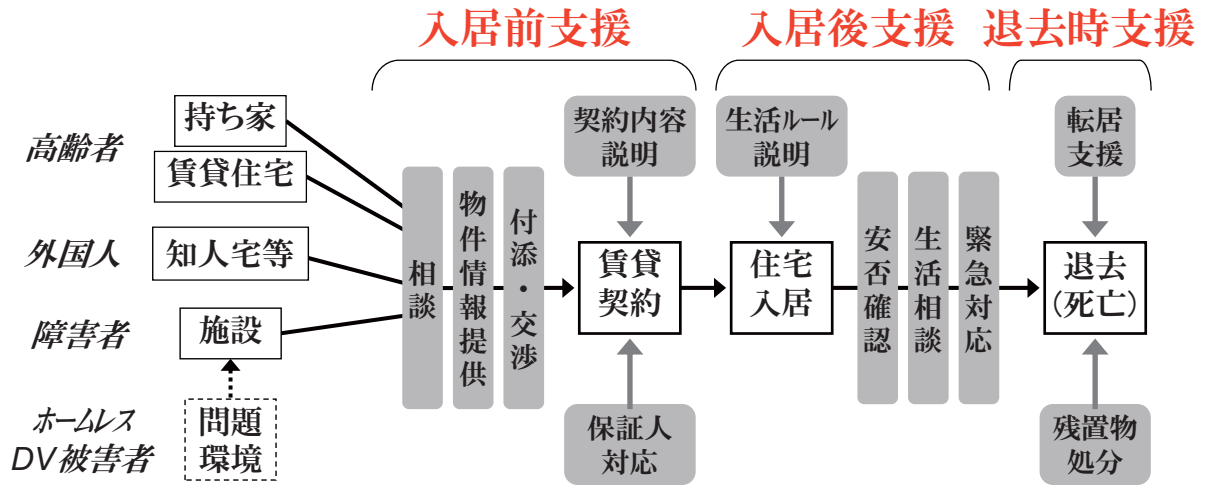 入居前支援
入居後支援
退去時支援
高齢者
持ち家
賃貸住宅
外国人
知人宅等
障害者
施設
ホームレス
DV被害者
問題
環境
相談
物件情報提供
付添・交渉
契約内容
説明
賃貸
契約
保証人
対応
生活ルール
説明
住宅
入居
安否確認
生活相談
緊急対応
転居
支援
退去
(死亡)
残置物
処分